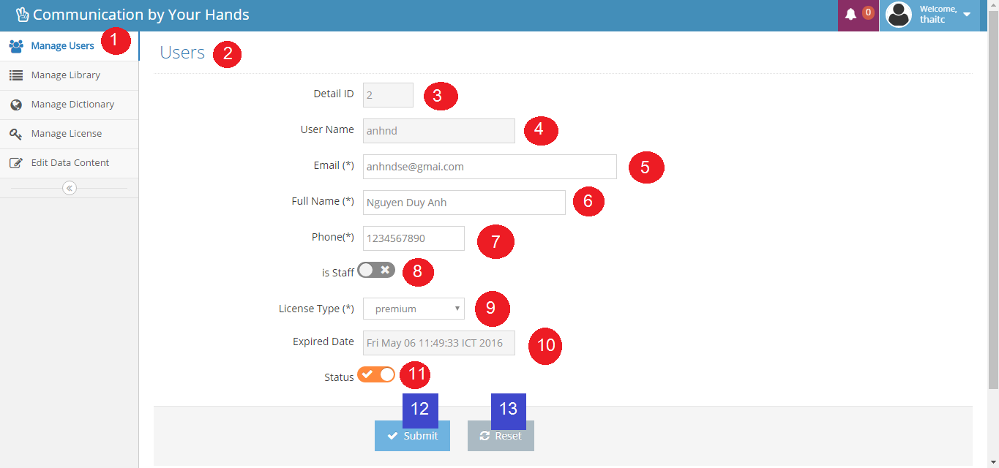 Communication by Your Hands
0
Welcome,
thaitc
Manage Users 1
Manage Library
Manage Dictionary
Manage License
Edit Data Content
Users 2
Detail ID 2 3
User Name anhnd 4
Email (*) anhndse@gmai.com 5
Full Name (*) Nguyen Duy Anh 6
Phone(*) 1234567890 7
is Staff 8
License Type (*) premium 9
Expired Date Fri May 06 11:49:33 ICT 2016 10
Status 11
12 13
Submit Reset